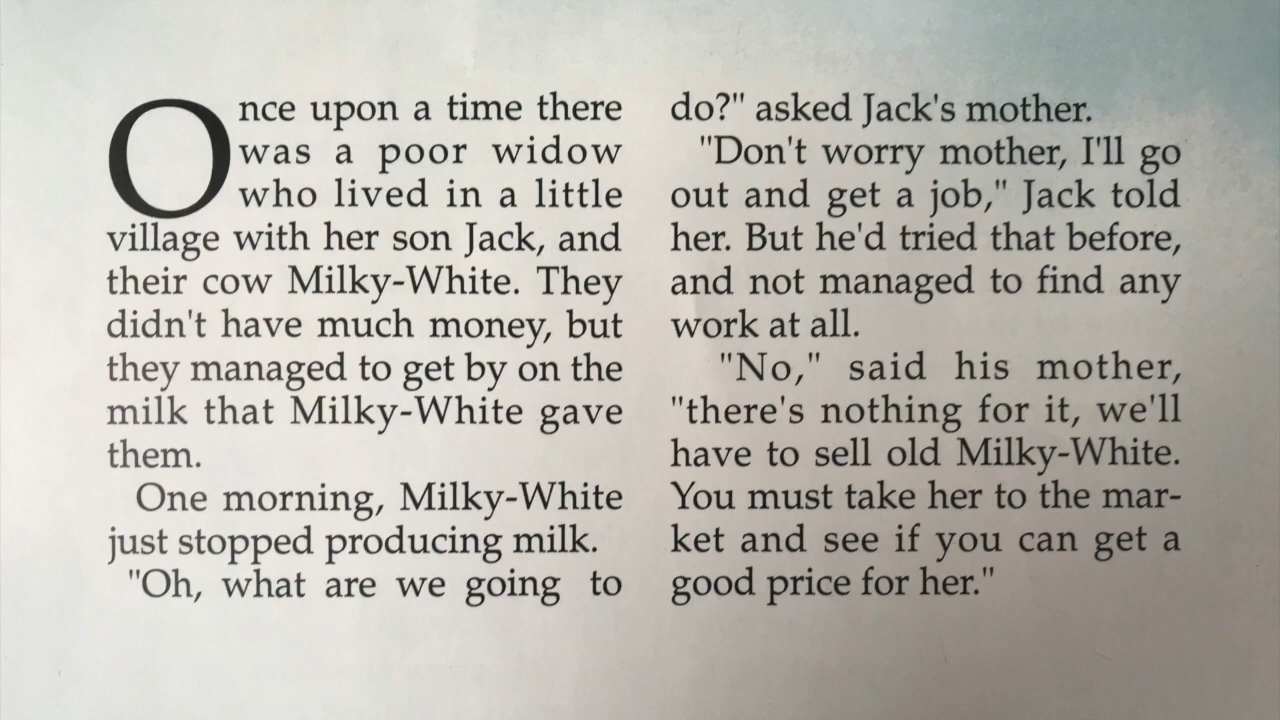 Once upon a time there
was a poor widow
who lived in a little
village with her son Jack, and
their cow Milky-White. They
didn't have much money, but
they managed to get by on the
milk that Milky-White gave
them.
One morning, Milky-White
just stopped producing milk.
"Oh, what are we going to
do?" asked Jack's mother.
"Don't worry mother, I'll go
out and get a job," Jack told
her. But he'd tried that before,
and not managed to find any
work at all.
"No," said his mother,
"there's nothing for it, we'll
have to sell old Milky-White.
You must take her to the mar-
ket and see if you can get a
good price for her."